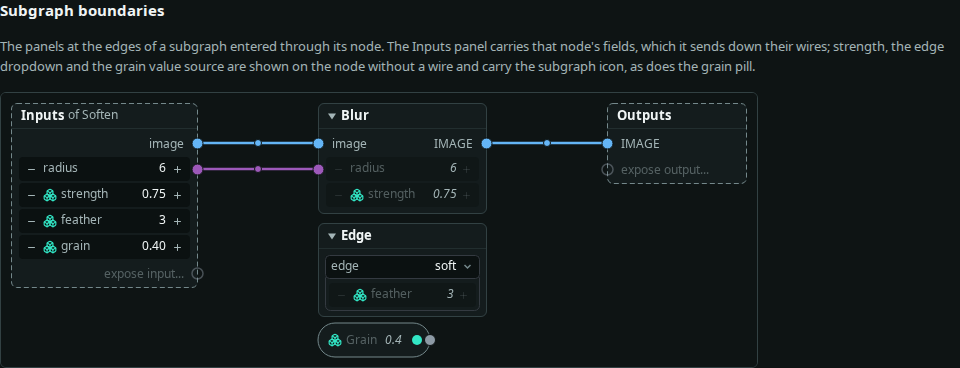 Subgraph boundaries
The panels at the edges of a subgraph entered through its node. The Inputs panel carries that node's fields, which it sends down their wires; strength, the edge
dropdown and the grain value source are shown on the node without a wire and carry the subgraph icon, as does the grain pill.
Inputs of Soften
image
− radius 6 +
− strength 0.75 +
− feather 3 +
− grain 0.40 +
expose input...
Blur
image IMAGE
− radius 6 +
− strength 0.75 +
Edge
edge soft
− feather 3 +
Grain 0.4
Outputs
IMAGE
expose output...